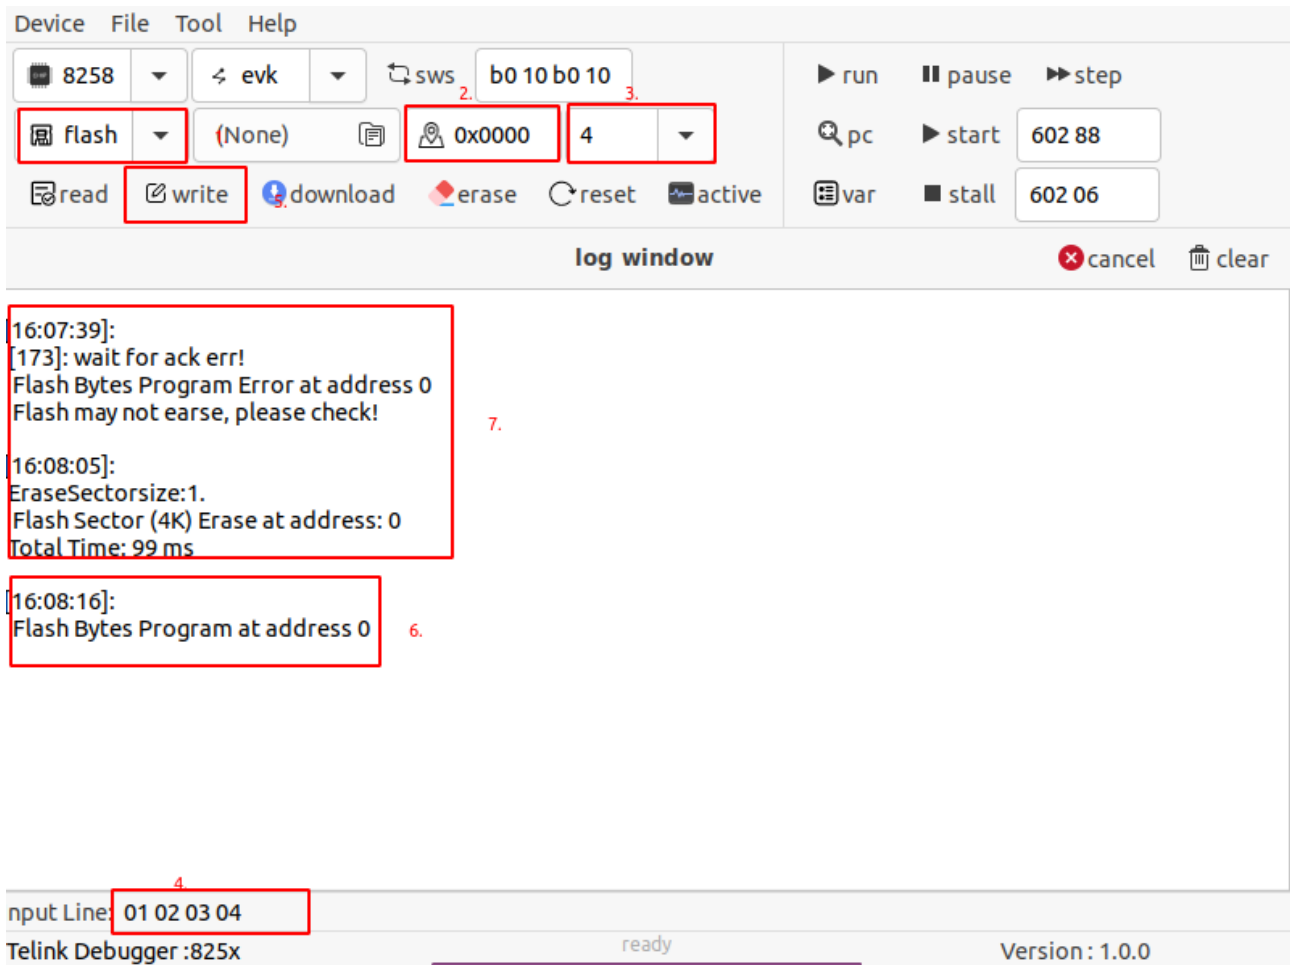 Device File Tool Help
8258 evk sws b0 10 b0 10 run pause step
2. 3.
flash (None) 0x0000 4 pc start 602 88
read write download erase reset active var stall 602 06
5.
log window cancel clear
[16:07:39]:
[173]: wait for ack err!
Flash Bytes Program Error at address 0
Flash may not earse, please check!
7.
[16:08:05]:
EraseSectorsize:1.
Flash Sector (4K) Erase at address: 0
Total Time: 99 ms
[16:08:16]:
Flash Bytes Program at address 0
6.
4.
nput Line: 01 02 03 04
Telink Debugger :825x ready Version : 1.0.0